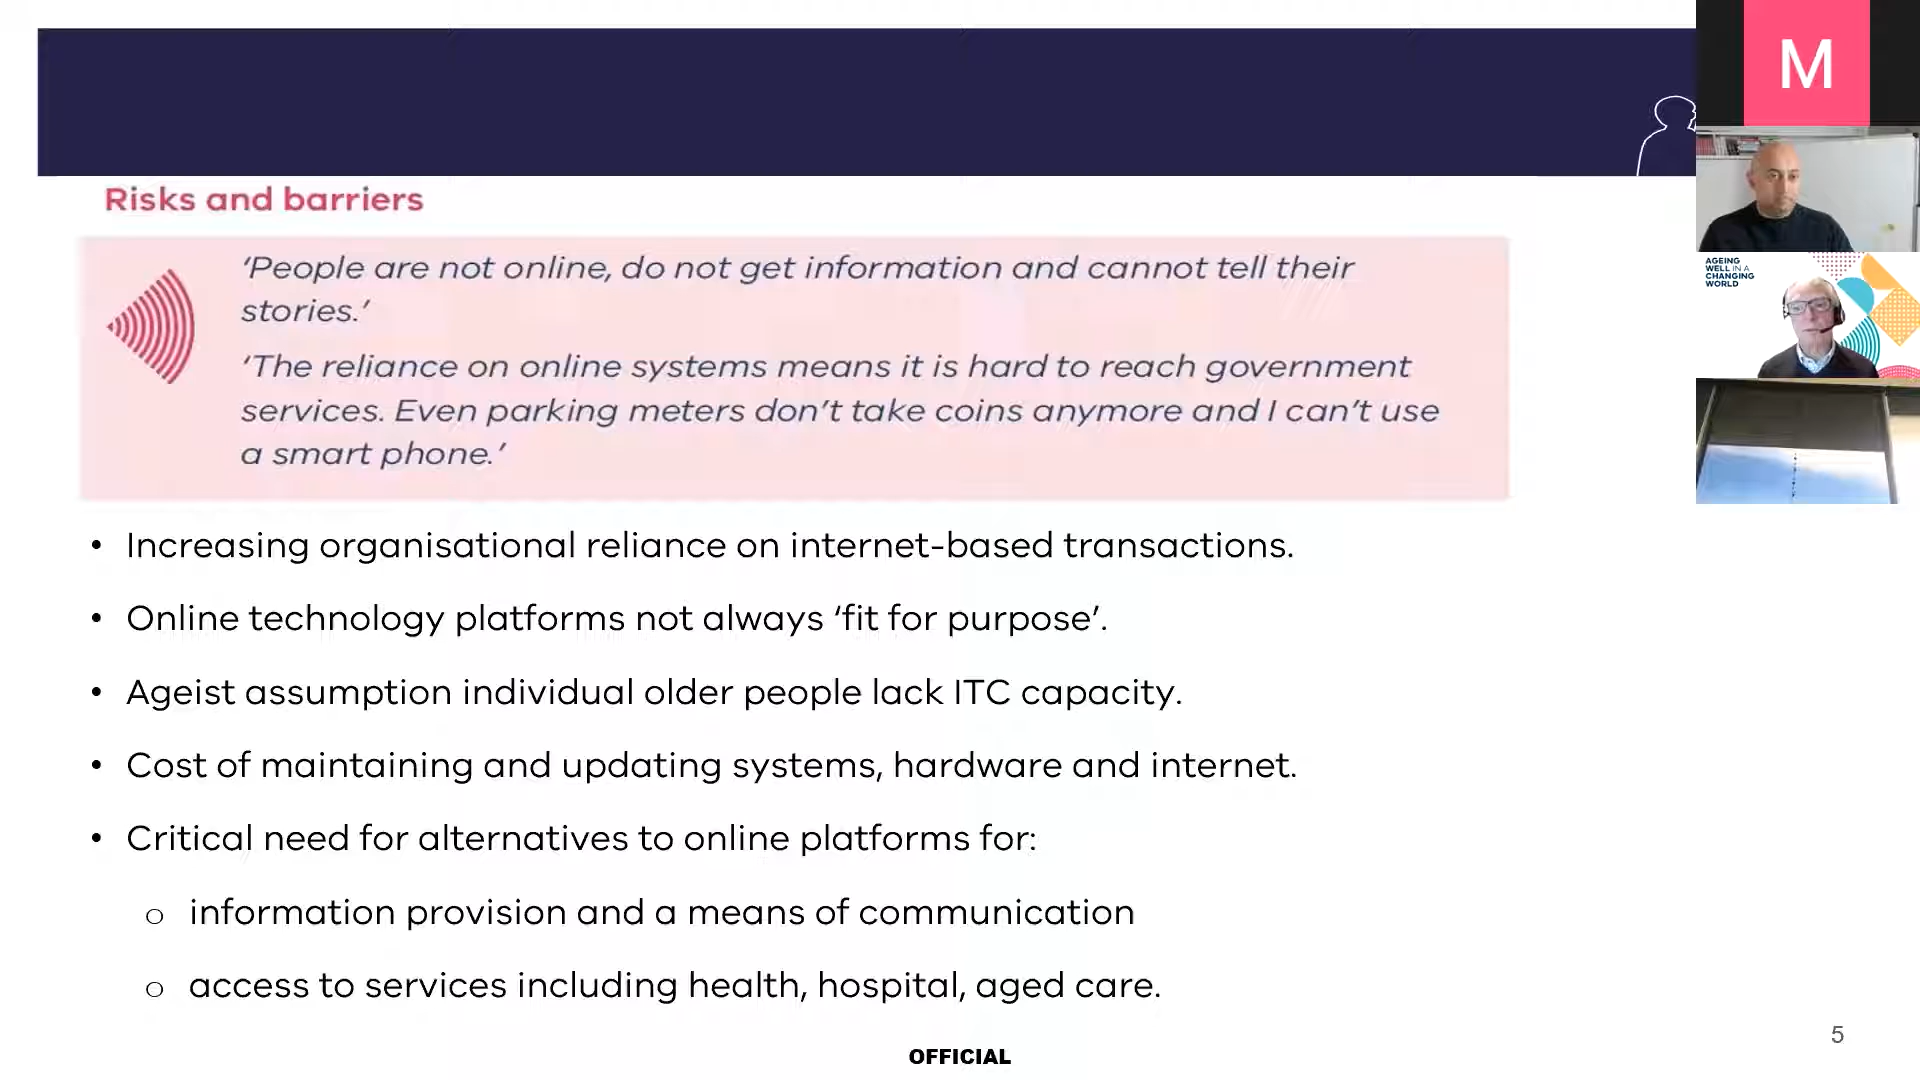 Risks and barriers
‘People are not online, do not get information and cannot tell their
stories.’
‘The reliance on online systems means it is hard to reach government
services. Even parking meters don’t take coins anymore and I can’t use
a smart phone.’
• Increasing organisational reliance on internet-based transactions.
• Online technology platforms not always ‘fit for purpose’.
• Ageist assumption individual older people lack ITC capacity.
• Cost of maintaining and updating systems, hardware and internet.
• Critical need for alternatives to online platforms for:
o information provision and a means of communication
o access to services including health, hospital, aged care.
OFFICIAL
5
M
AGEING
WELL IN A
CHANGING
WORLD